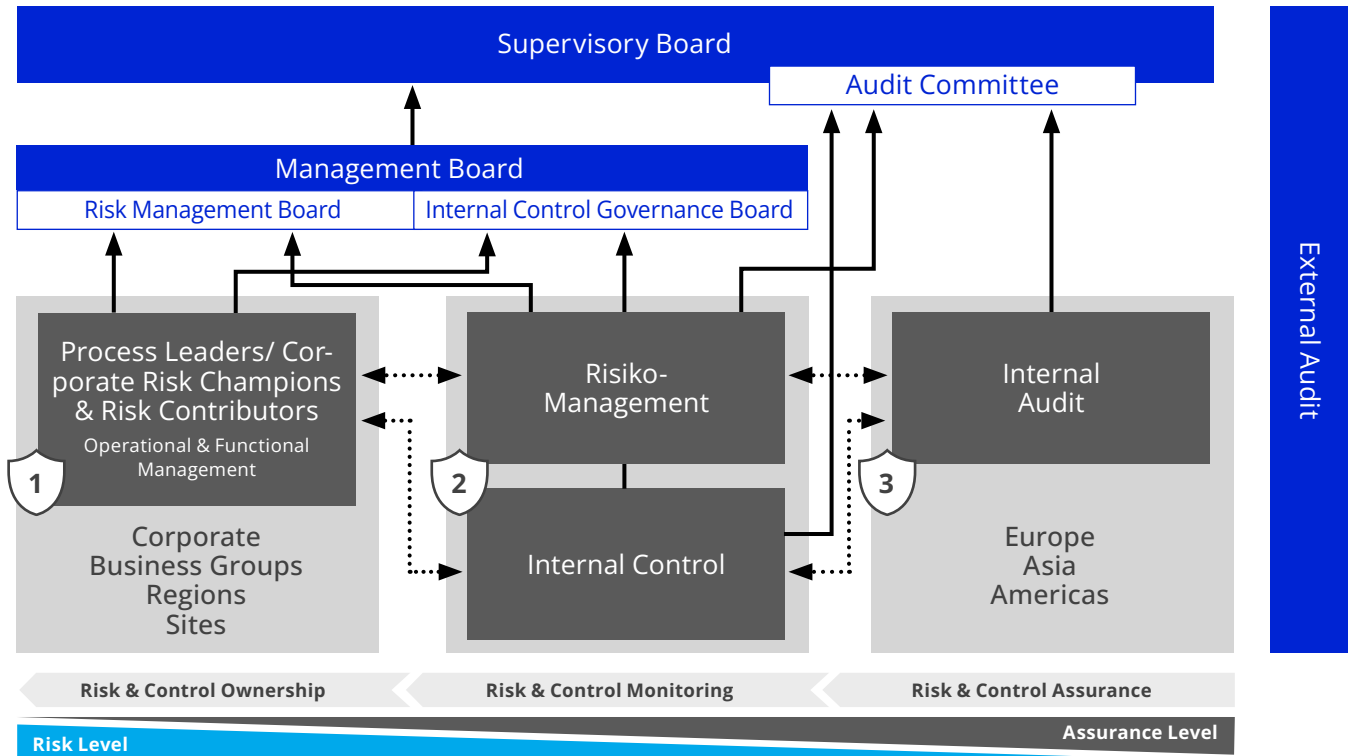 Supervisory Board
Audit Committee
Management Board
Risk Management Board
Internal Control Governance Board
External Audit
Process Leaders/ Cor-
porate Risk Champions
& Risk Contributors
Operational & Functional
Management
1
Corporate
Business Groups
Regions
Sites
Risiko-
Management
2
Internal Control
Internal
Audit
3
Europe
Asia
Americas
Risk & Control Ownership
Risk & Control Monitoring
Risk & Control Assurance
Assurance Level
Risk Level